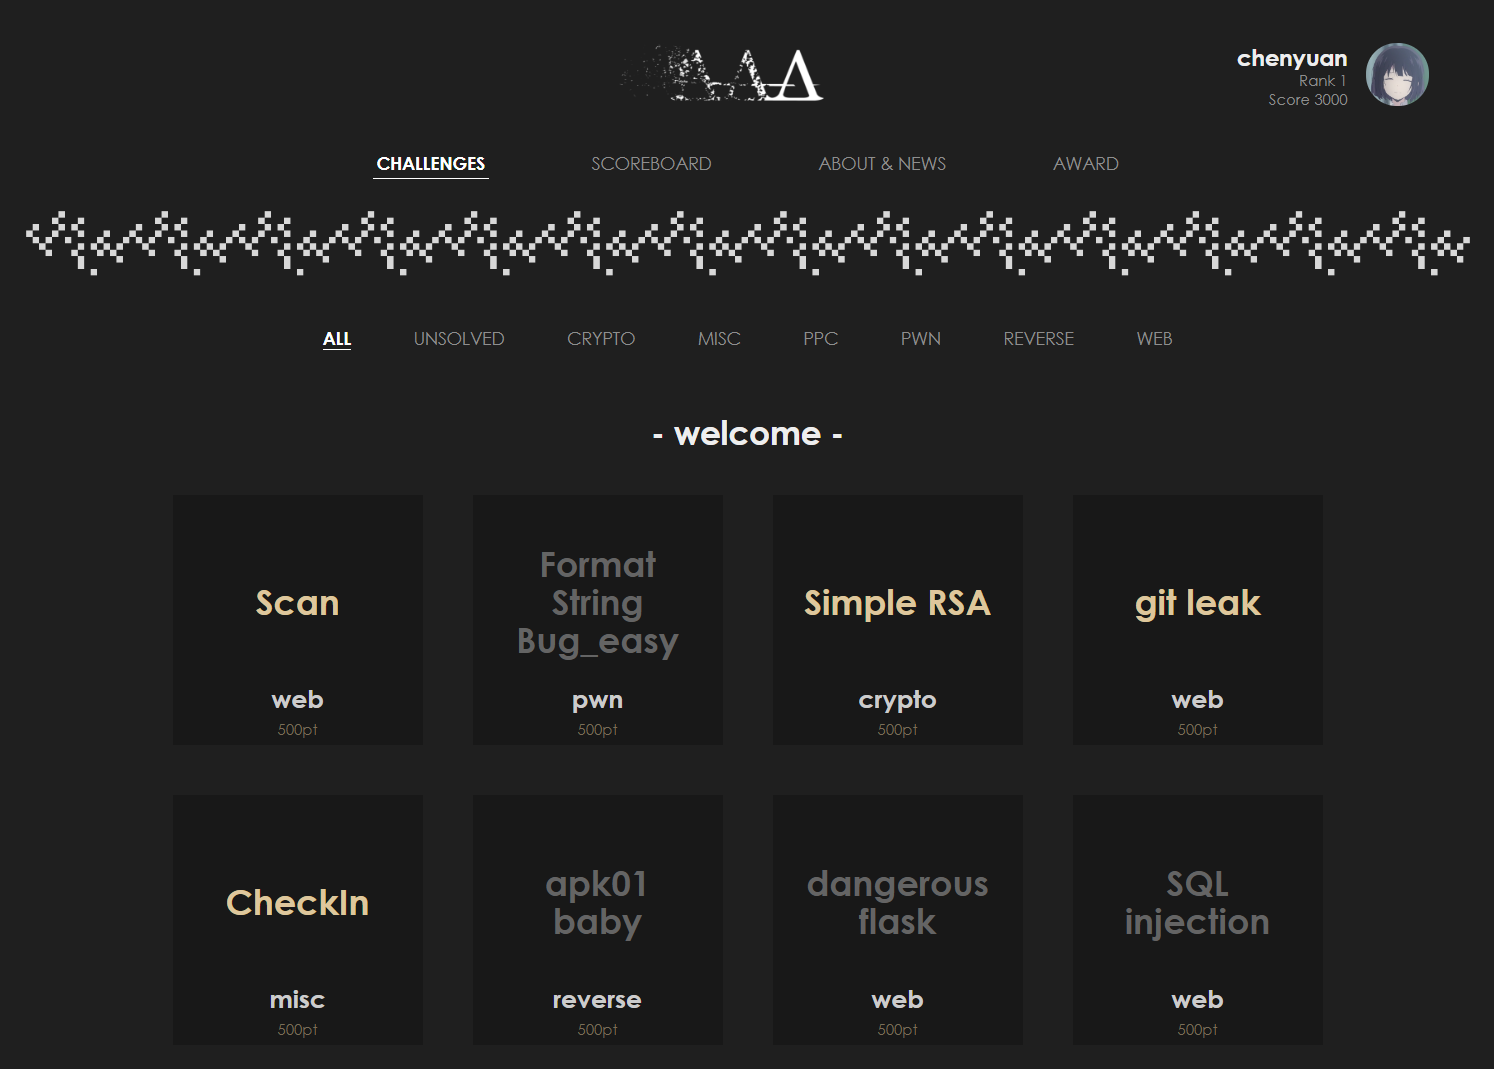 AAA
chenyuan
Rank 1
Score 3000
CHALLENGES SCOREBOARD ABOUT & NEWS AWARD
ALL UNSOLVED CRYPTO MISC PPC PWN REVERSE WEB
- welcome -
Scan
web
500pt
Format
String
Bug_easy
pwn
500pt
Simple RSA
crypto
500pt
git leak
web
500pt
CheckIn
misc
500pt
apk01
baby
reverse
500pt
dangerous
flask
web
500pt
SQL
injection
web
500pt